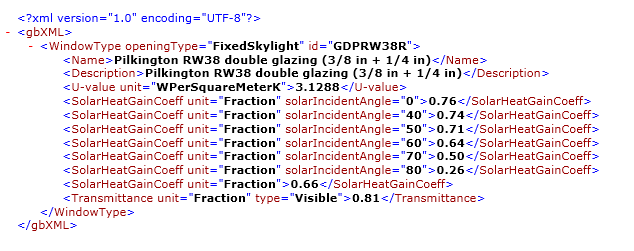 <?xml version="1.0" encoding="UTF-8"?>
- <gbXML>
- <WindowType openingType="FixedSkylight" id="GDPRW38R">
<Name>Pilkington RW38 double glazing (3/8 in + 1/4 in)</Name>
<Description>Pilkington RW38 double glazing (3/8 in + 1/4 in)</Description>
<U-value unit="WPerSquareMeterK">3.1288</U-value>
<SolarHeatGainCoeff unit="Fraction" solarIncidentAngle="0">0.76</SolarHeatGainCoeff>
<SolarHeatGainCoeff unit="Fraction" solarIncidentAngle="40">0.74</SolarHeatGainCoeff>
<SolarHeatGainCoeff unit="Fraction" solarIncidentAngle="50">0.71</SolarHeatGainCoeff>
<SolarHeatGainCoeff unit="Fraction" solarIncidentAngle="60">0.64</SolarHeatGainCoeff>
<SolarHeatGainCoeff unit="Fraction" solarIncidentAngle="70">0.50</SolarHeatGainCoeff>
<SolarHeatGainCoeff unit="Fraction" solarIncidentAngle="80">0.26</SolarHeatGainCoeff>
<SolarHeatGainCoeff unit="Fraction">0.66</SolarHeatGainCoeff>
<Transmittance unit="Fraction" type="Visible">0.81</Transmittance>
</WindowType>
</gbXML>